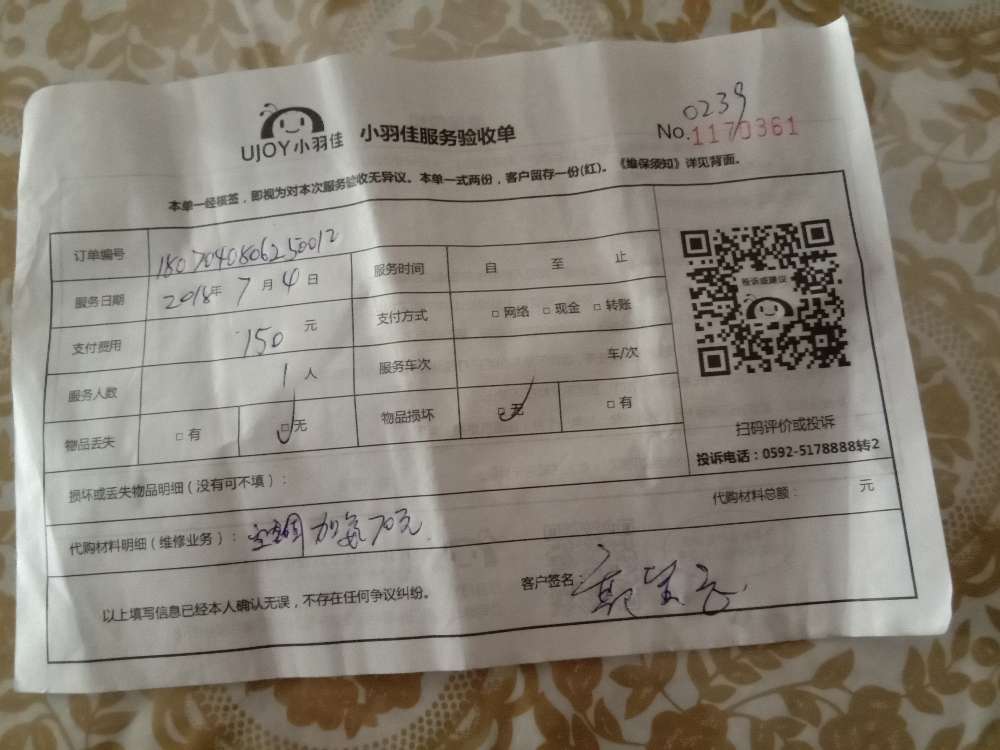 0239
UJOY小羽佳 小羽佳服务验收单 No.1170361
本单一经核签，即视为对本次服务验收无异议。本单一式两份，客户留存一份(红)。《维保须知》详见背面。
订单编号 1807040806250012
服务日期 2018年 7月 4日 服务时间 自 至 止
支付费用 150 元 支付方式 □网络 □现金 □转账
服务人数 1人 服务车次 车/次
物品丢失 □有 □无 物品损坏 □无 □有
投诉或建议
扫码评价或投诉
投诉电话：0592-5178888转2
损坏或丢失物品明细（没有可不填）：
代购材料总额： 元
代购材料明细（维修业务）： 空调 加氟70元
以上填写信息已经本人确认无误，不存在任何争议纠纷。 客户签名：